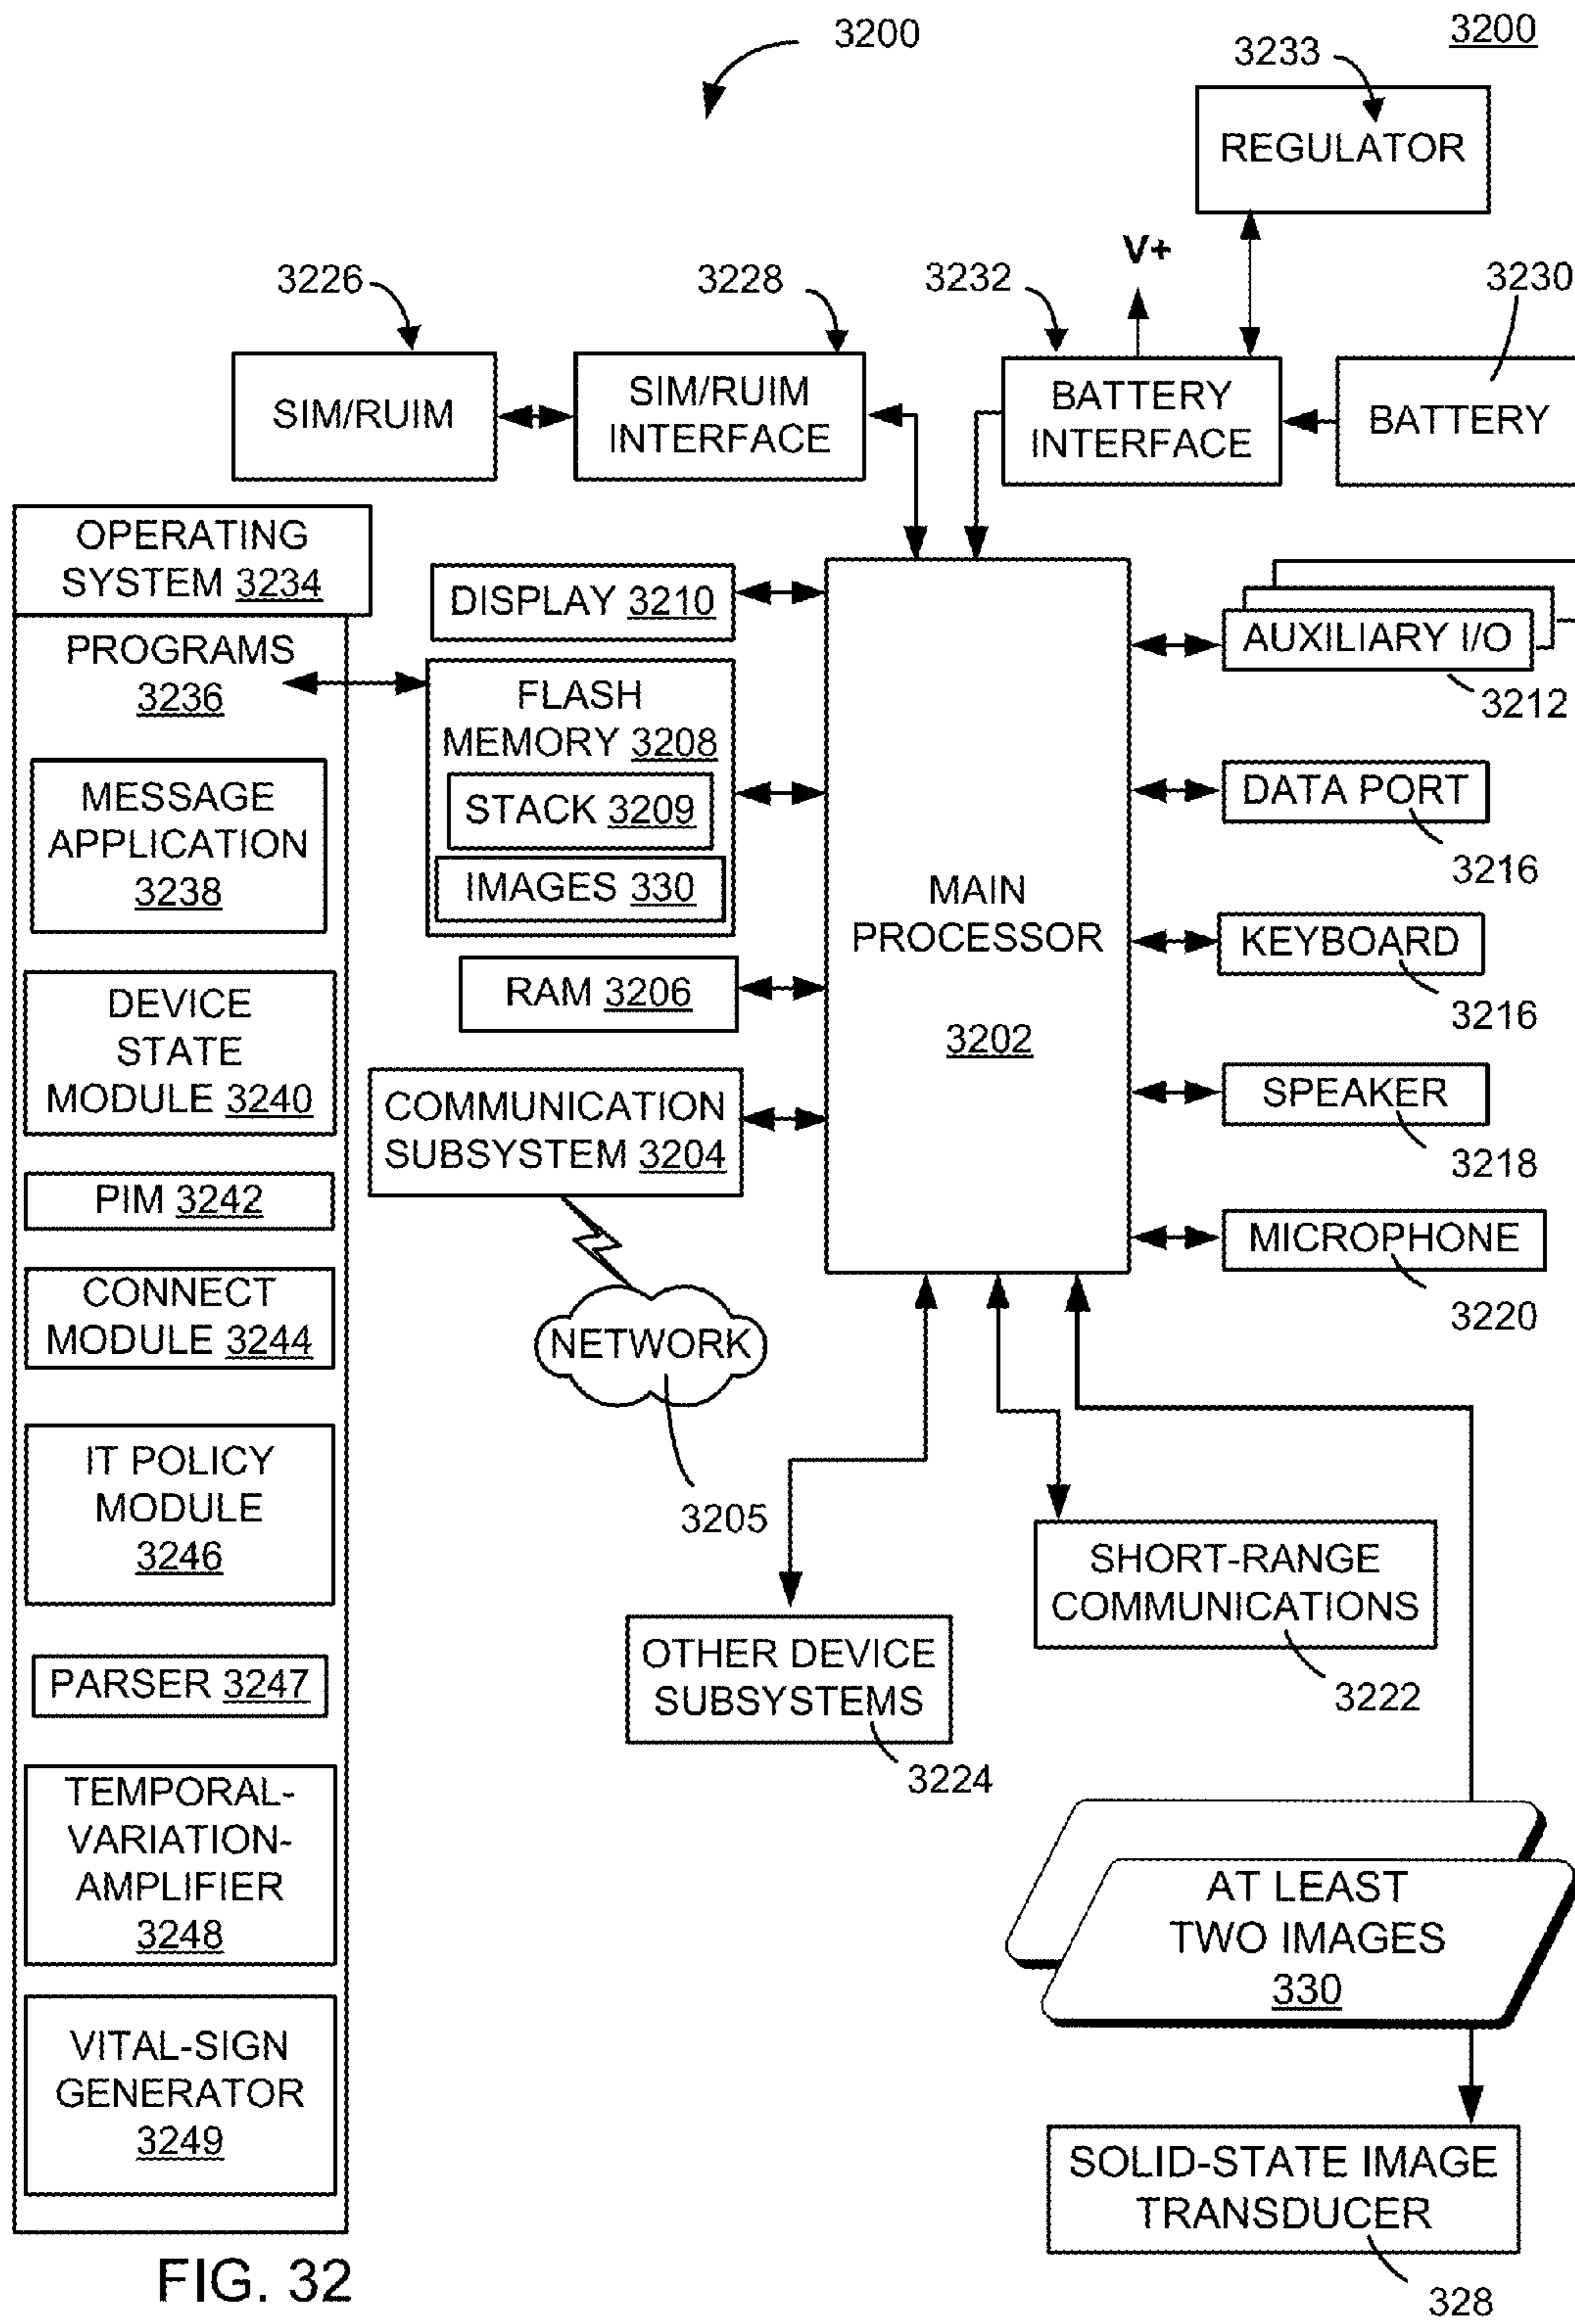 3200
3200
3233
REGULATOR
V+
3226
3228
3232
3230
SIM/RUIM
SIM/RUIM
INTERFACE
BATTERY
INTERFACE
BATTERY
OPERATING
SYSTEM 3234
PROGRAMS
3236
MESSAGE
APPLICATION
3238
DEVICE
STATE
MODULE 3240
PIM 3242
CONNECT
MODULE 3244
IT POLICY
MODULE
3246
PARSER 3247
TEMPORAL-
VARIATION-
AMPLIFIER
3248
VITAL-SIGN
GENERATOR
3249
DISPLAY 3210
FLASH
MEMORY 3208
STACK 3209
IMAGES 330
RAM 3206
COMMUNICATION
SUBSYSTEM 3204
NETWORK
3205
MAIN
PROCESSOR
3202
AUXILIARY I/O
3212
DATA PORT
3216
KEYBOARD
3216
SPEAKER
3218
MICROPHONE
3220
OTHER DEVICE
SUBSYSTEMS
3224
SHORT-RANGE
COMMUNICATIONS
3222
AT LEAST
TWO IMAGES
330
SOLID-STATE IMAGE
TRANSDUCER
328
FIG. 32